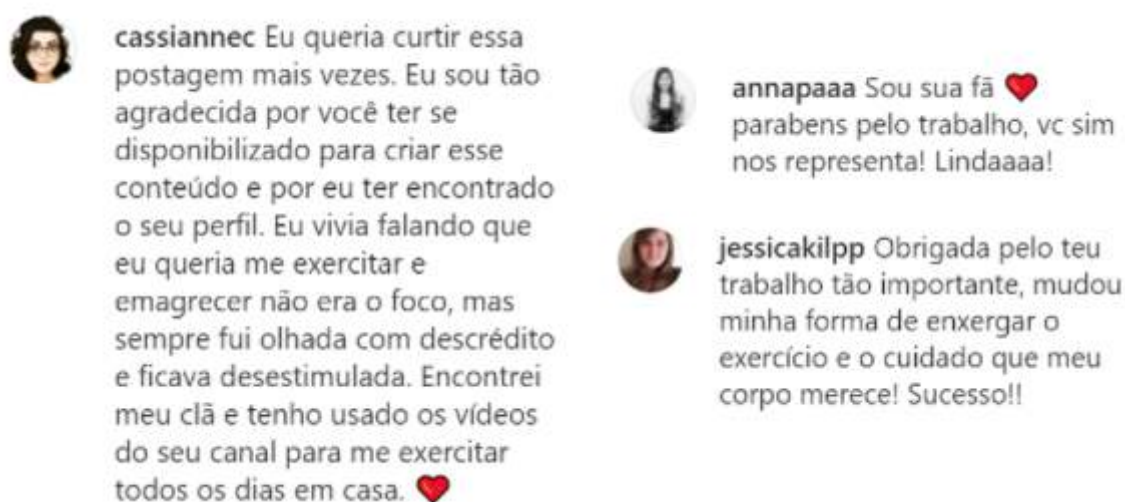 cassiannec Eu queria curtir essa
postagem mais vezes. Eu sou tão
agradecida por você ter se
disponibilizado para criar esse
conteúdo e por eu ter encontrado
o seu perfil. Eu vivia falando que
eu queria me exercitar e
emagrecer não era o foco, mas
sempre fui olhada com descrédito
e ficava desestimulada. Encontrei
meu clã e tenho usado os vídeos
do seu canal para me exercitar
todos os dias em casa. ❤️
annapaaa Sou sua fã ❤️
parabens pelo trabalho, vc sim
nos representa! Lindaaaa!
jessicakilpp Obrigada pelo teu
trabalho tão importante, mudou
minha forma de enxergar o
exercício e o cuidado que meu
corpo merece! Sucesso!!